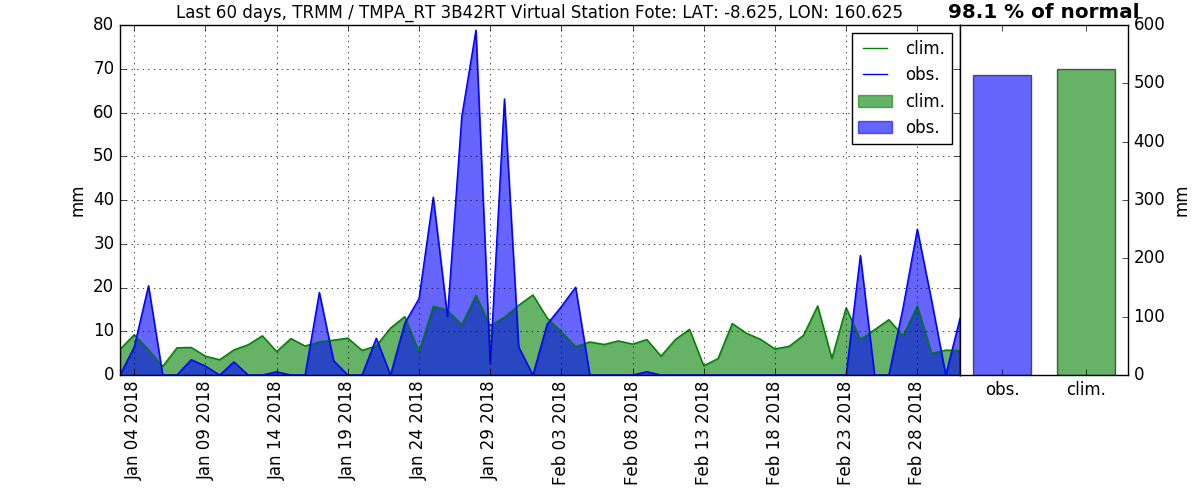 Last 60 days, TRMM / TMPA_RT 3B42RT Virtual Station Fote: LAT: -8.625, LON: 160.625
98.1 % of normal
80
70
60
50
40
30
20
10
0
mm
clim.
obs.
clim.
obs.
600
500
400
300
200
100
0
mm
Jan 04 2018
Jan 09 2018
Jan 14 2018
Jan 19 2018
Jan 24 2018
Jan 29 2018
Feb 03 2018
Feb 08 2018
Feb 13 2018
Feb 18 2018
Feb 23 2018
Feb 28 2018
obs.
clim.